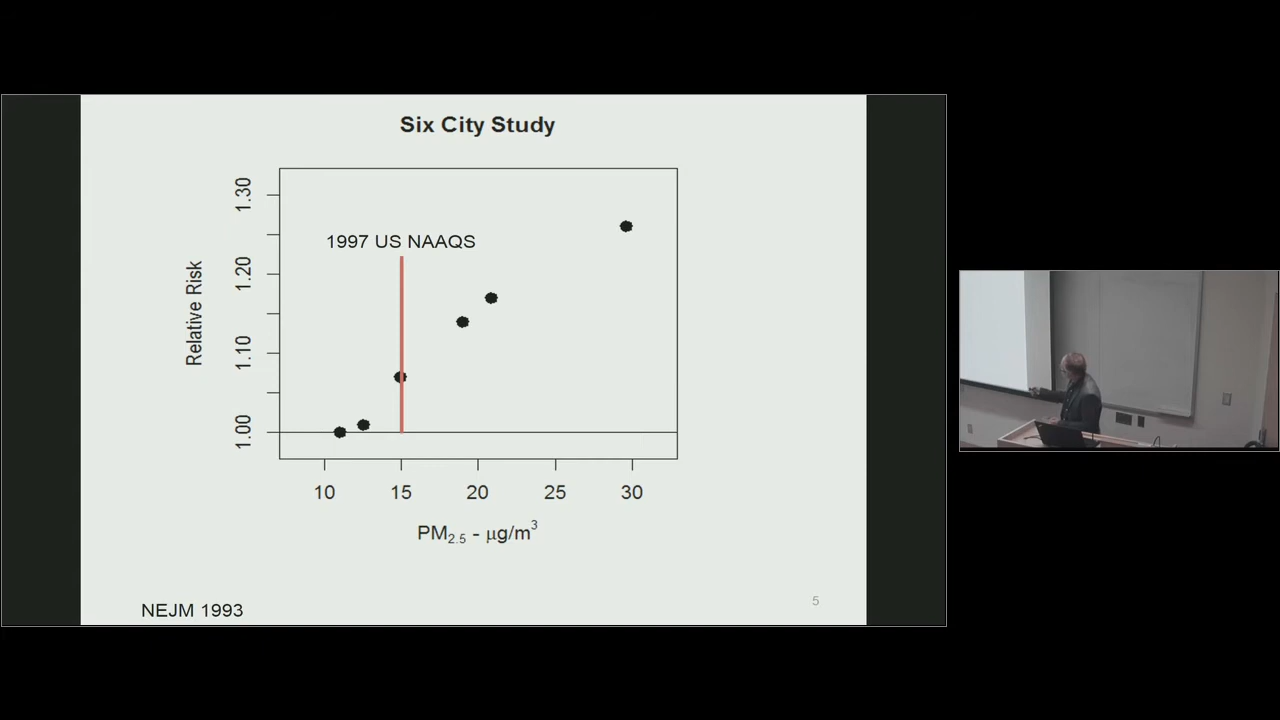 Six City Study
1.30
1.20
1.10
1.00
Relative Risk
1997 US NAAQS
10 15 20 25 30
PM2.5 - μg/m3
NEJM 1993
5